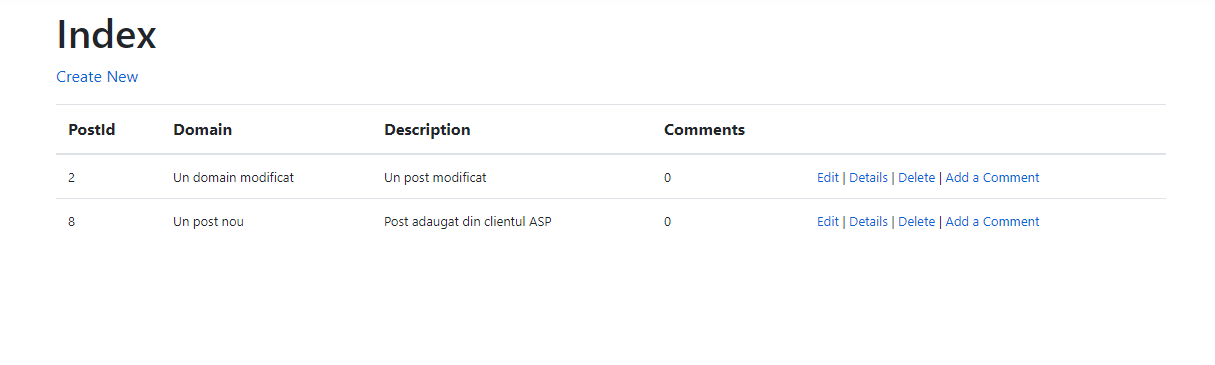 Index
Create New
PostId Domain Description Comments
2 Un domain modificat Un post modificat 0 Edit | Details | Delete | Add a Comment
8 Un post nou Post adaugat din clientul ASP 0 Edit | Details | Delete | Add a Comment